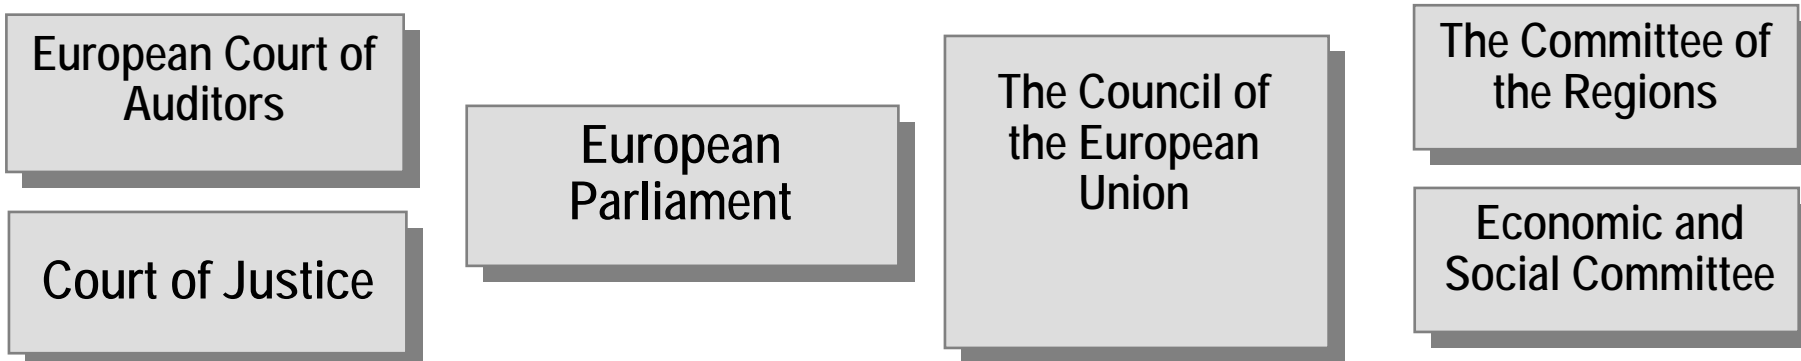 European Court of
Auditors
Court of Justice
European
Parliament
The Council of
the European
Union
The Committee of
the Regions
Economic and
Social Committee